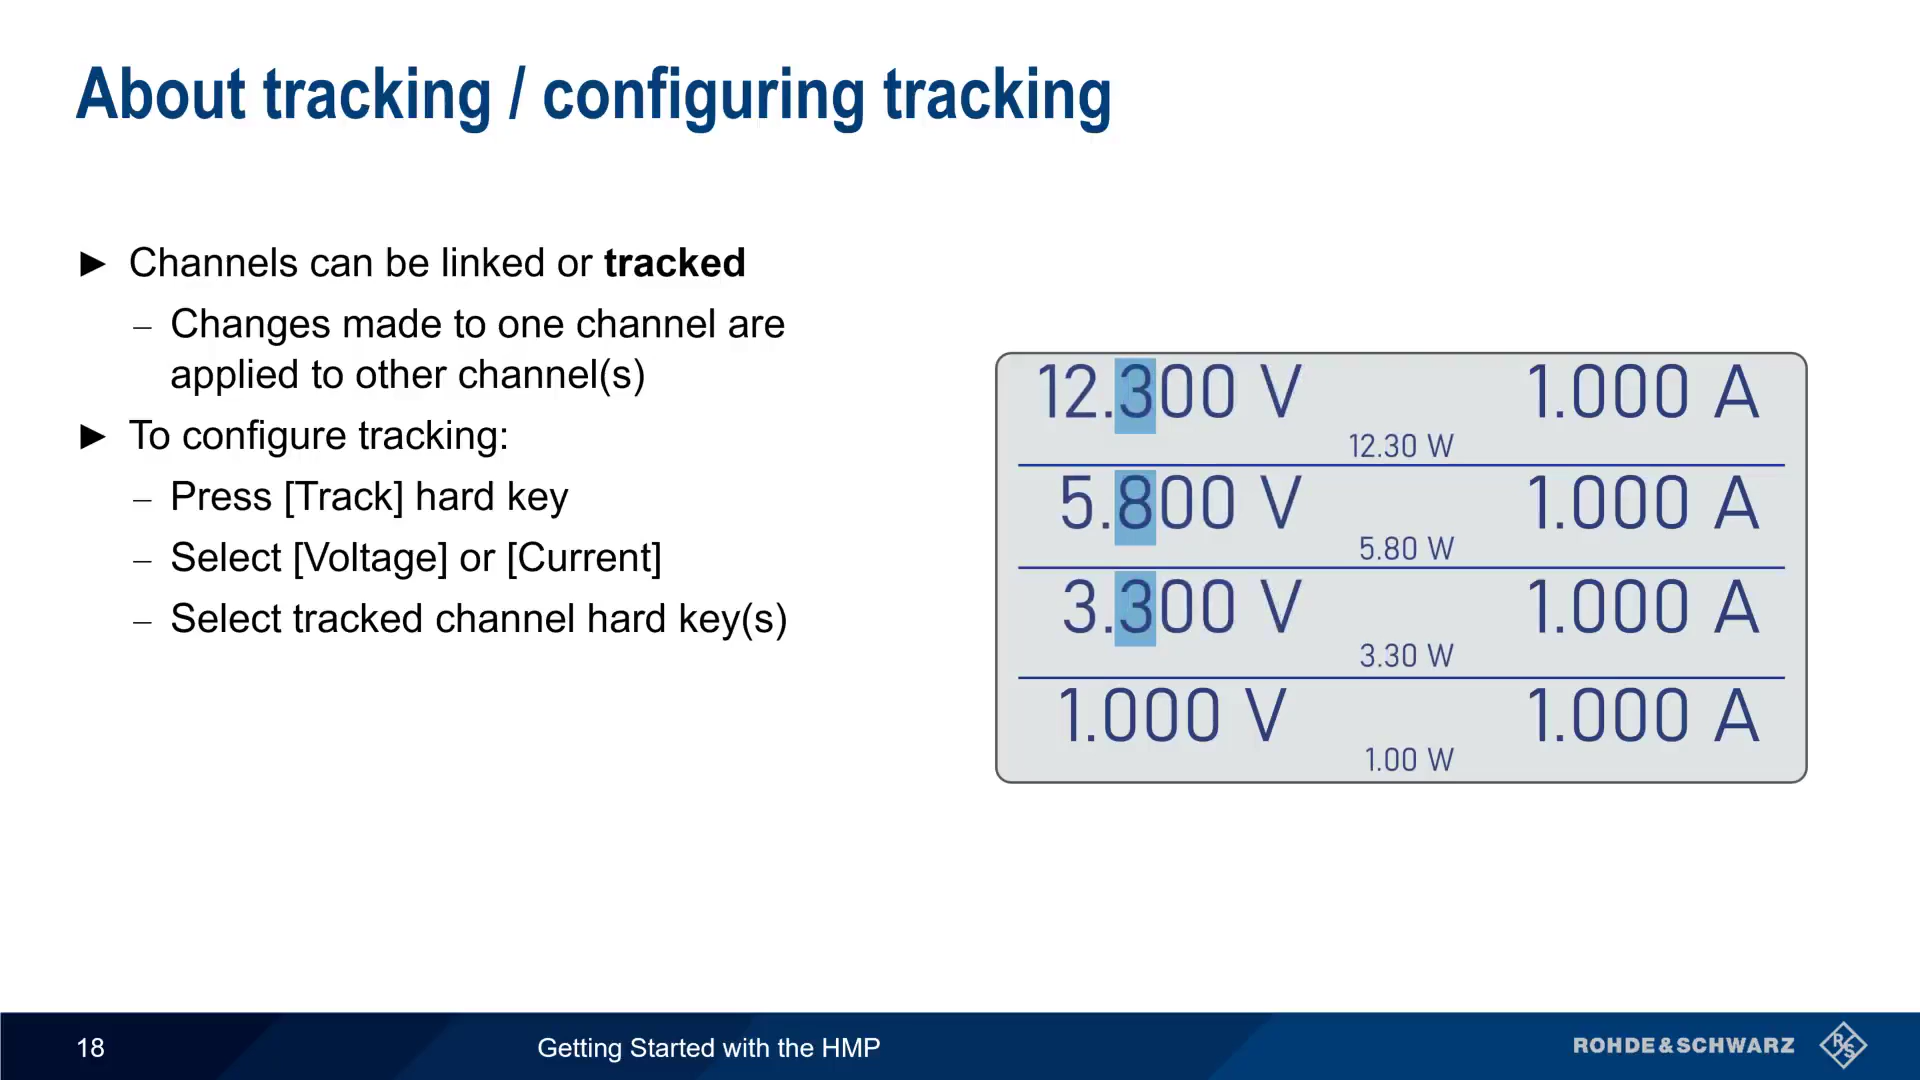 About tracking / configuring tracking
► Channels can be linked or tracked
– Changes made to one channel are
applied to other channel(s)
► To configure tracking:
– Press [Track] hard key
– Select [Voltage] or [Current]
– Select tracked channel hard key(s)
12.300 V 1.000 A
12.30 W
5.800 V 1.000 A
5.80 W
3.300 V 1.000 A
3.30 W
1.000 V 1.000 A
1.00 W
18 Getting Started with the HMP ROHDE&SCHWARZ R&S